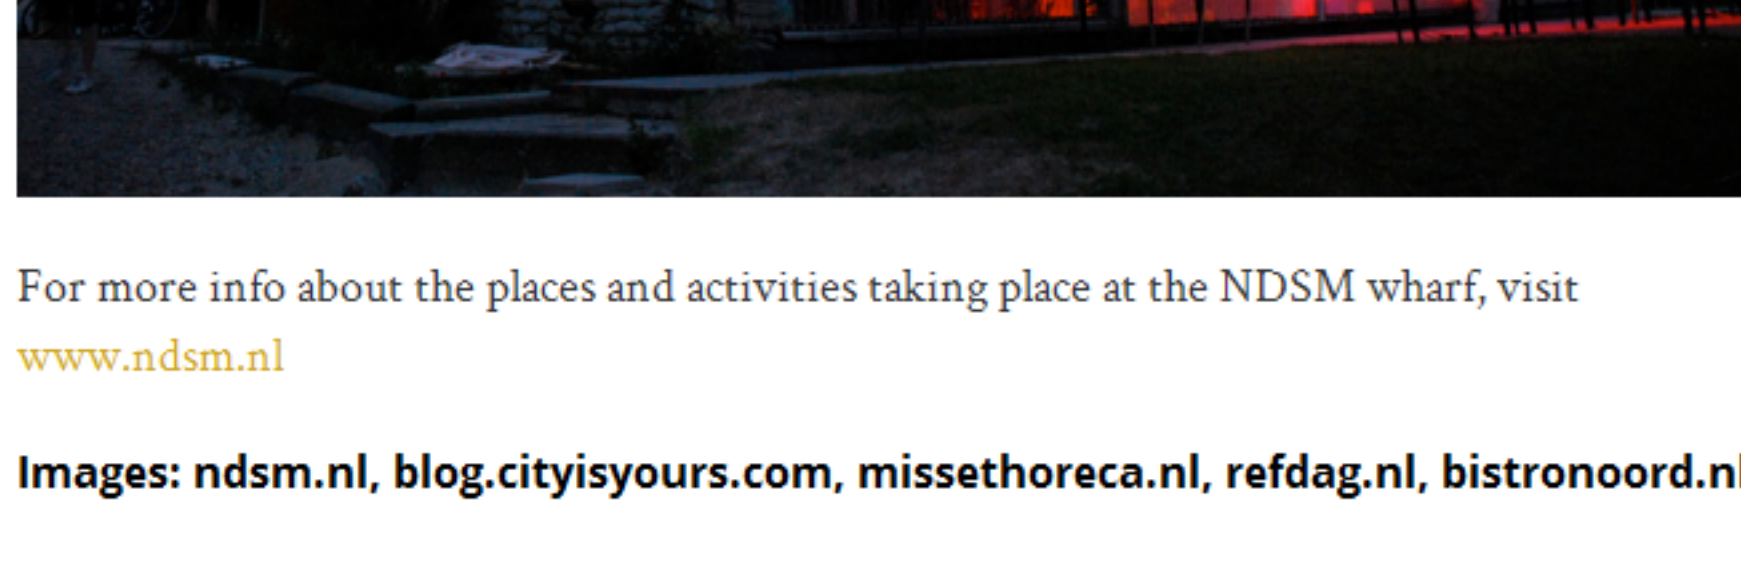 For more info about the places and activities taking place at the NDSM wharf, visit
www.ndsm.nl
Images: ndsm.nl, blog.cityisyours.com, missethoreca.nl, refdag.nl, bistronoord.nl